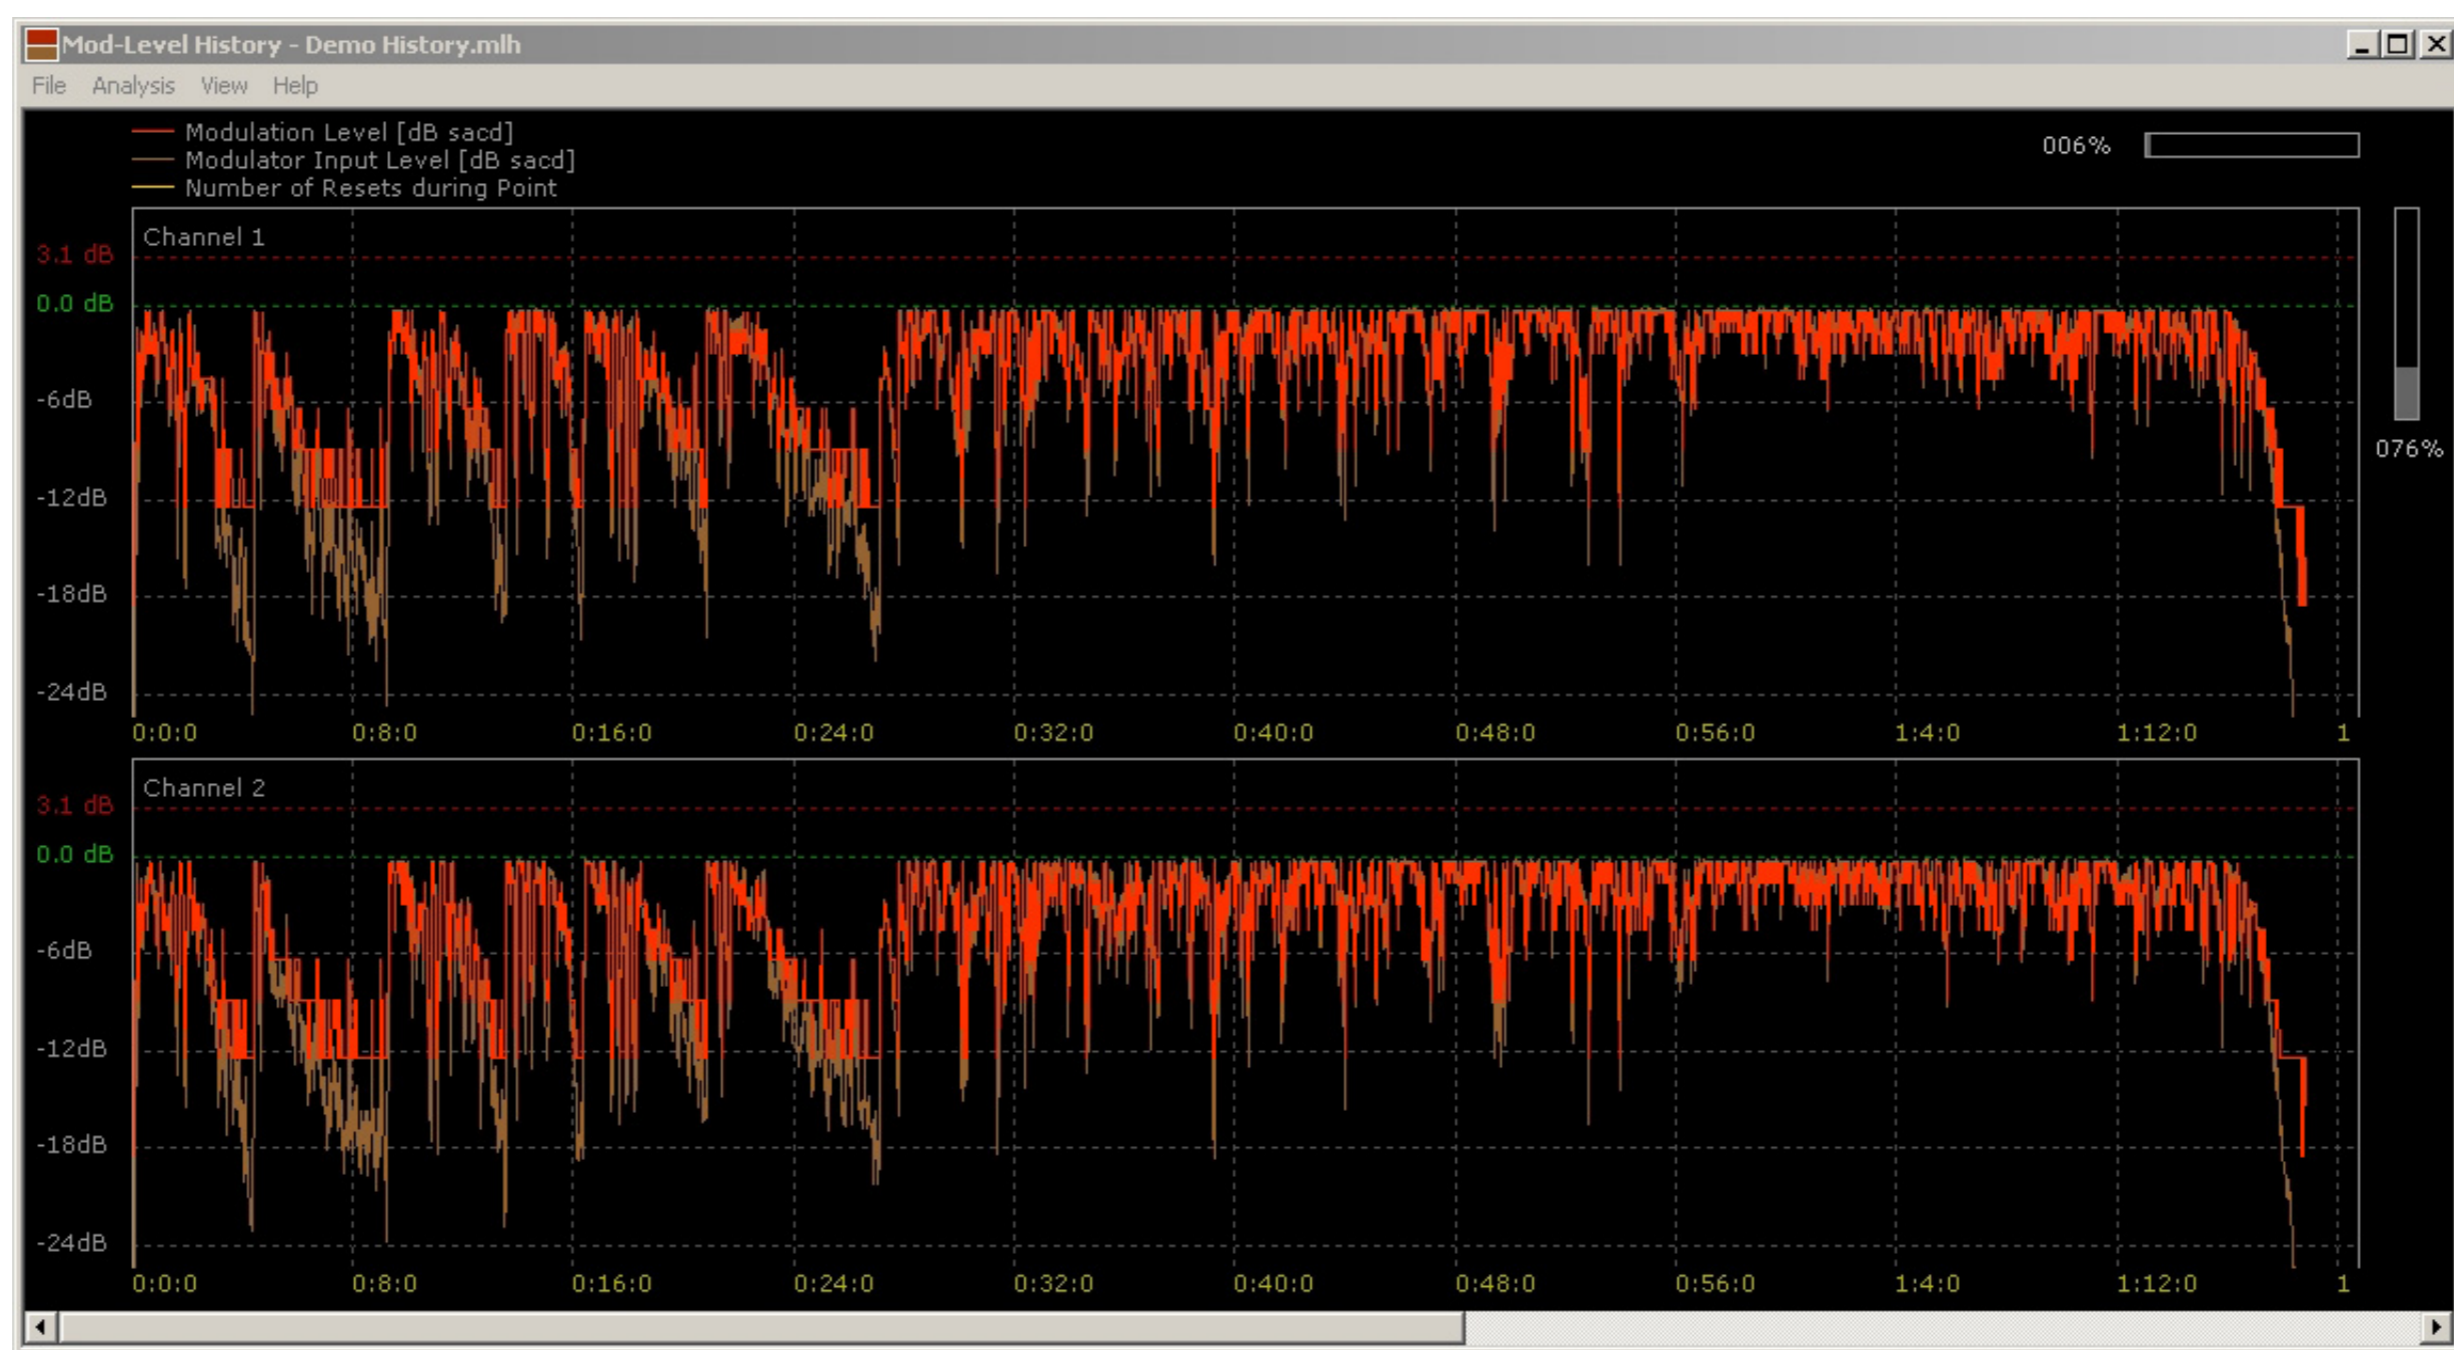 Mod-Level History - Demo History.mlh
File Analysis View Help
Modulation Level [dB sacd]
Modulator Input Level [dB sacd]
Number of Resets during Point
006%
Channel 1
3.1 dB
0.0 dB
-6dB
-12dB
-18dB
-24dB
076%
0:0:0 0:8:0 0:16:0 0:24:0 0:32:0 0:40:0 0:48:0 0:56:0 1:4:0 1:12:0 1
Channel 2
3.1 dB
0.0 dB
-6dB
-12dB
-18dB
-24dB
0:0:0 0:8:0 0:16:0 0:24:0 0:32:0 0:40:0 0:48:0 0:56:0 1:4:0 1:12:0 1